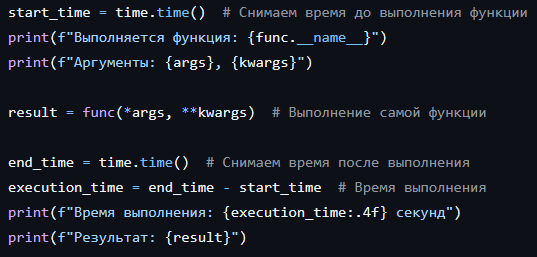 start_time = time.time()  # Снимаем время до выполнения функции
print(f"Выполняется функция: {func.__name__}")
print(f"Аргументы: {args}, {kwargs}")
result = func(*args, **kwargs)  # Выполнение самой функции
end_time = time.time()  # Снимаем время после выполнения
execution_time = end_time - start_time  # Время выполнения
print(f"Время выполнения: {execution_time:.4f} секунд")
print(f"Результат: {result}")